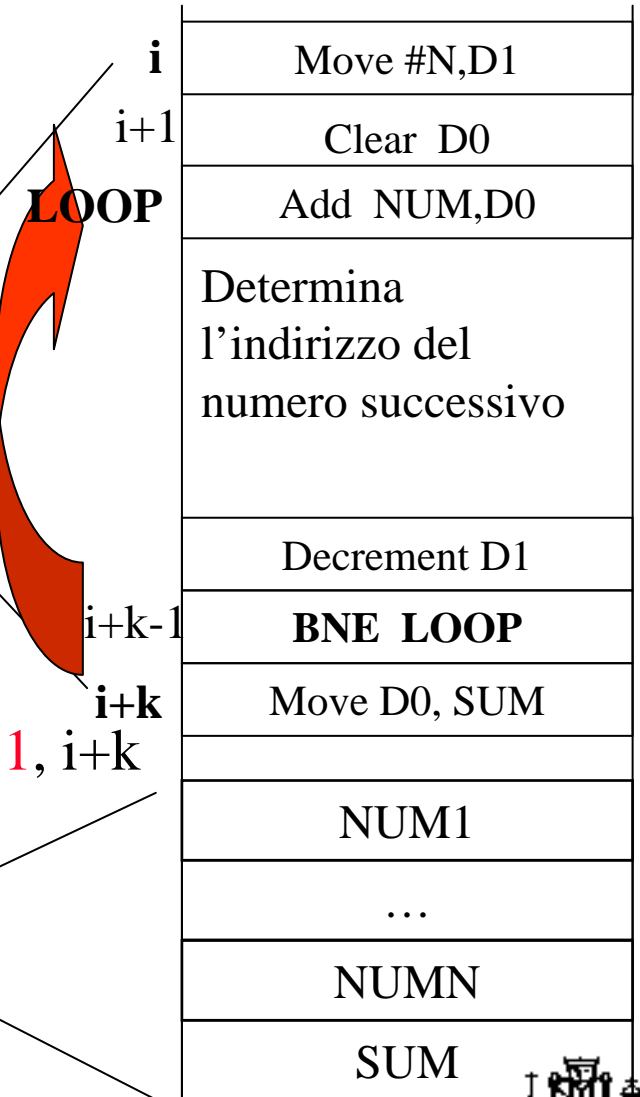 i Move #N,D1
i+1 Clear D0
LOOP Add NUM,D0
Determina
l’indirizzo del
numero successivo
Decrement D1
i+k-1 BNE LOOP
i+k Move D0, SUM
1, i+k
NUM1
…
NUMN
SUM